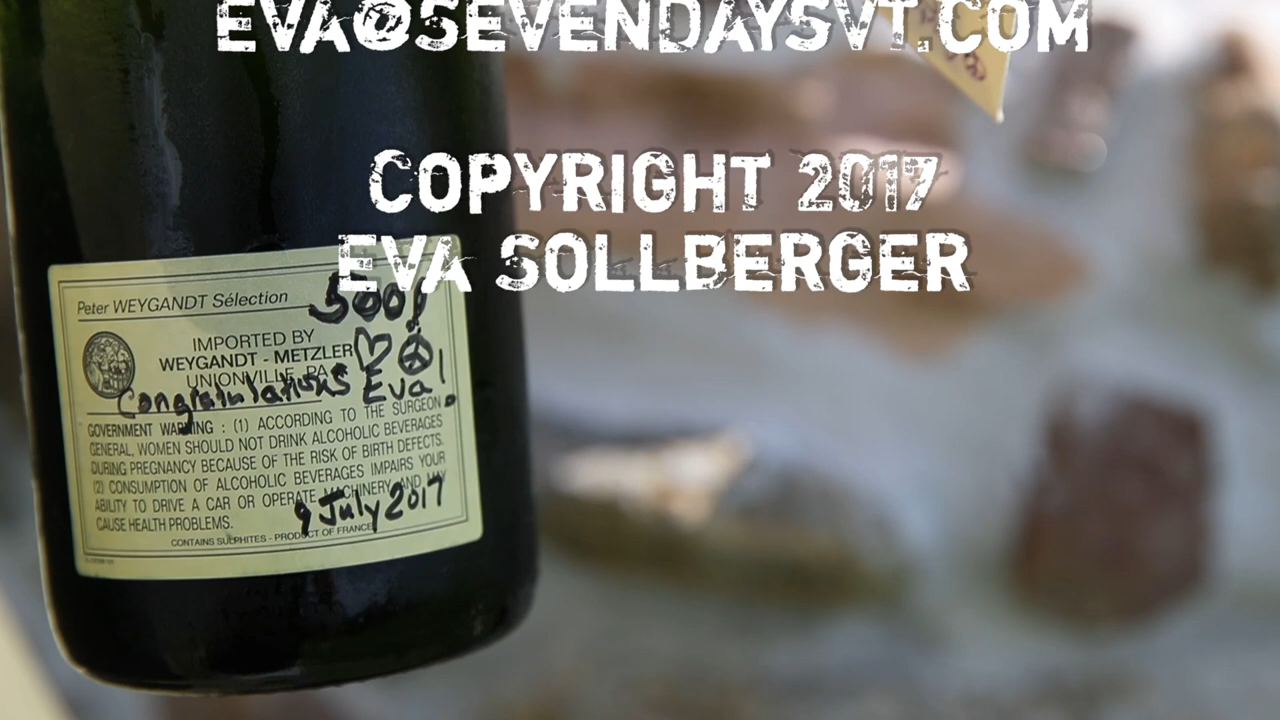 EVA@SEVENDAYSVT.COM
COPYRIGHT 2017
EVA SOLLBERGER
Peter WEYGANDT Sélection
500!
IMPORTED BY
WEYGANDT - METZLER
UNIONVILLE, PA
Congratulations Eva!
GOVERNMENT WARNING : (1) ACCORDING TO THE SURGEON
GENERAL, WOMEN SHOULD NOT DRINK ALCOHOLIC BEVERAGES
DURING PREGNANCY BECAUSE OF THE RISK OF BIRTH DEFECTS.
(2) CONSUMPTION OF ALCOHOLIC BEVERAGES IMPAIRS YOUR
ABILITY TO DRIVE A CAR OR OPERATE MACHINERY AND MAY
CAUSE HEALTH PROBLEMS.
9 July 2017
CONTAINS SULPHITES - PRODUCT OF FRANCE